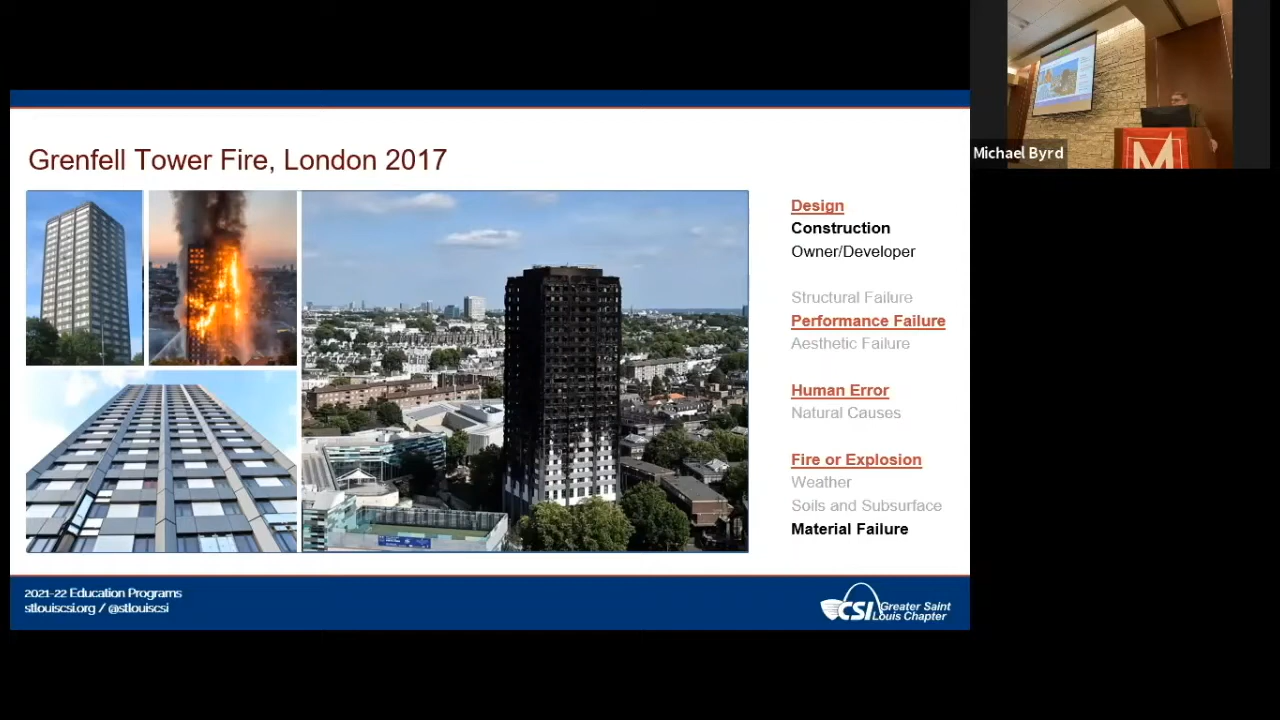 Grenfell Tower Fire, London 2017
Design
Construction
Owner/Developer
Structural Failure
Performance Failure
Aesthetic Failure
Human Error
Natural Causes
Fire or Explosion
Weather
Soils and Subsurface
Material Failure
2021-22 Education Programs
stlouiscsi.org / @stlouiscsi
CSI Greater Saint
Louis Chapter
Michael Byrd
M